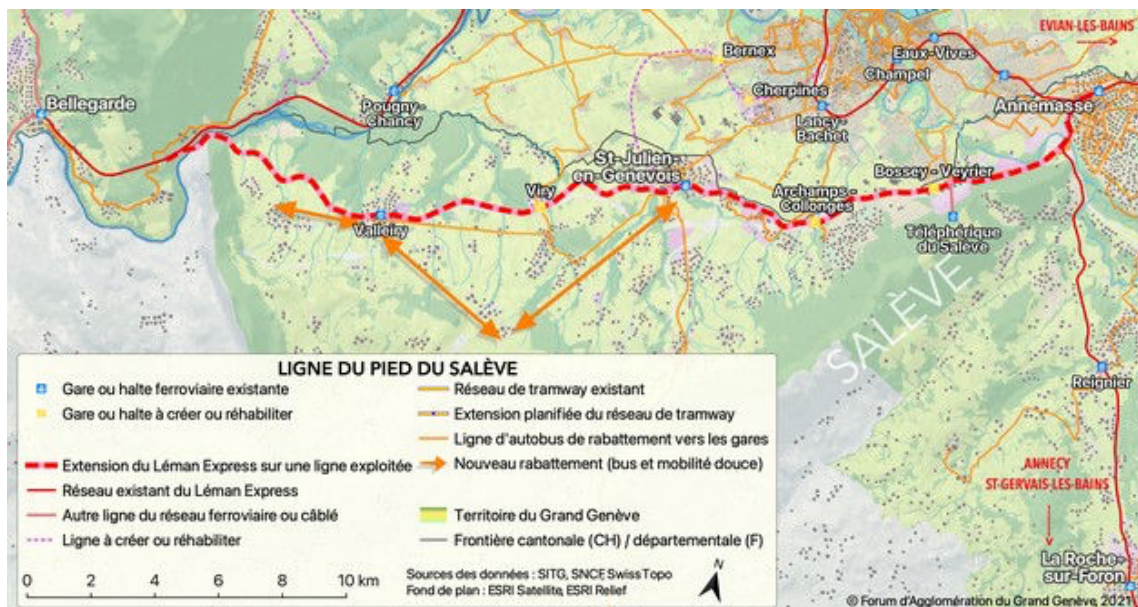 EVIAN-LES-BAINS
Bernex
Eaux-Vives
Champel
Cherpines
Bellegarde
Pougny-
Chancy
Lancy-
Bachet
Annemasse
St-Julien-
en-Genevois
Bossey - Veyrier
Viry
Archamps -
Collonges
Valleiry
Téléphérique
du Salève
SALÈVE
Reignier
ANNECY
ST-GERVAIS-LES-BAINS
La Roche-
sur-Foron
LIGNE DU PIED DU SALÈVE
Gare ou halte ferroviaire existante
Gare ou halte à créer ou réhabiliter
Extension du Léman Express sur une ligne exploitée
Réseau existant du Léman Express
Autre ligne du réseau ferroviaire ou câblé
Ligne à créer ou réhabiliter
Réseau de tramway existant
Extension planifiée du réseau de tramway
Ligne d'autobus de rabattement vers les gares
Nouveau rabattement (bus et mobilité douce)
Territoire du Grand Genève
Frontière cantonale (CH) / départementale (F)
0 2 4 6 8 10 km
Sources des données : SITG, SNCF, SwissTopo
Fond de plan : ESRI Satellite, ESRI Relief
N
© Forum d'Agglomération du Grand Genève, 2021